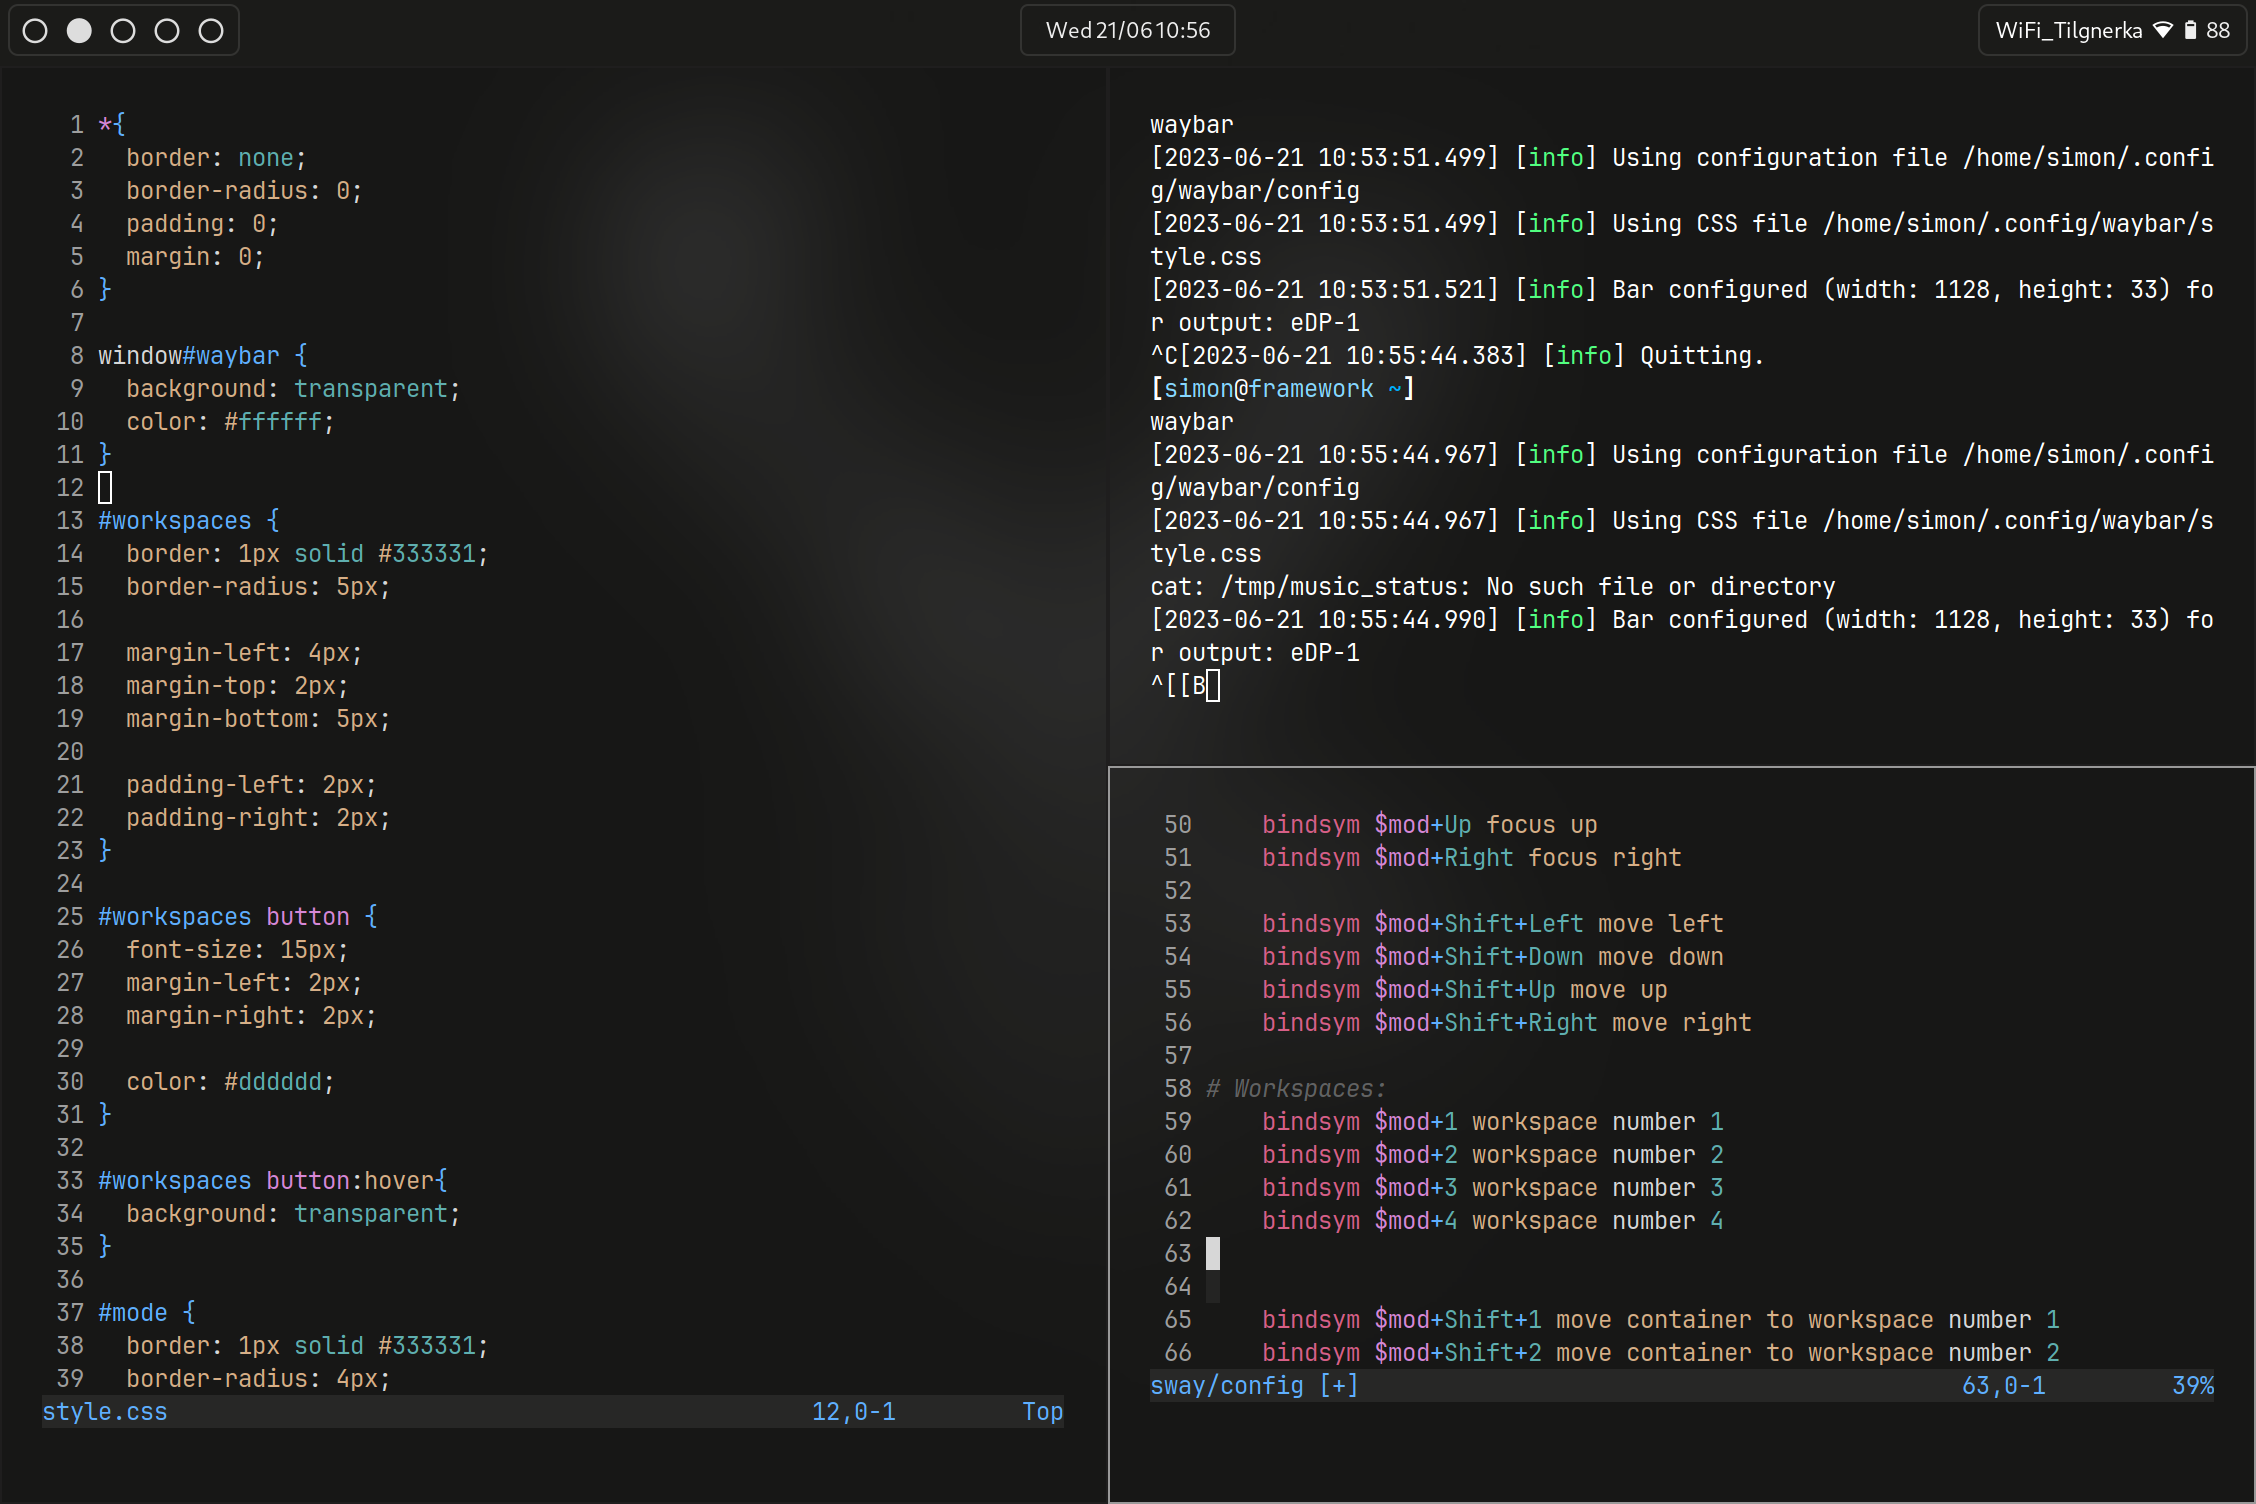 Wed 21/06 10:56
WiFi_Tilgnerka 88
1 *{
2   border: none;
3   border-radius: 0;
4   padding: 0;
5   margin: 0;
6 }
7
8 window#waybar {
9   background: transparent;
10   color: #ffffff;
11 }
12
13 #workspaces {
14   border: 1px solid #333331;
15   border-radius: 5px;
16
17   margin-left: 4px;
18   margin-top: 2px;
19   margin-bottom: 5px;
20
21   padding-left: 2px;
22   padding-right: 2px;
23 }
24
25 #workspaces button {
26   font-size: 15px;
27   margin-left: 2px;
28   margin-right: 2px;
29
30   color: #dddddd;
31 }
32
33 #workspaces button:hover{
34   background: transparent;
35 }
36
37 #mode {
38   border: 1px solid #333331;
39   border-radius: 4px;
style.css 12,0-1 Top
waybar
[2023-06-21 10:53:51.499] [info] Using configuration file /home/simon/.confi
g/waybar/config
[2023-06-21 10:53:51.499] [info] Using CSS file /home/simon/.config/waybar/s
tyle.css
[2023-06-21 10:53:51.521] [info] Bar configured (width: 1128, height: 33) fo
r output: eDP-1
^C[2023-06-21 10:55:44.383] [info] Quitting.
[simon@framework ~]
waybar
[2023-06-21 10:55:44.967] [info] Using configuration file /home/simon/.confi
g/waybar/config
[2023-06-21 10:55:44.967] [info] Using CSS file /home/simon/.config/waybar/s
tyle.css
cat: /tmp/music_status: No such file or directory
[2023-06-21 10:55:44.990] [info] Bar configured (width: 1128, height: 33) fo
r output: eDP-1
^[[B
50     bindsym $mod+Up focus up
51     bindsym $mod+Right focus right
52
53     bindsym $mod+Shift+Left move left
54     bindsym $mod+Shift+Down move down
55     bindsym $mod+Shift+Up move up
56     bindsym $mod+Shift+Right move right
57
58 # Workspaces:
59     bindsym $mod+1 workspace number 1
60     bindsym $mod+2 workspace number 2
61     bindsym $mod+3 workspace number 3
62     bindsym $mod+4 workspace number 4
63
64
65     bindsym $mod+Shift+1 move container to workspace number 1
66     bindsym $mod+Shift+2 move container to workspace number 2
sway/config [+] 63,0-1 39%